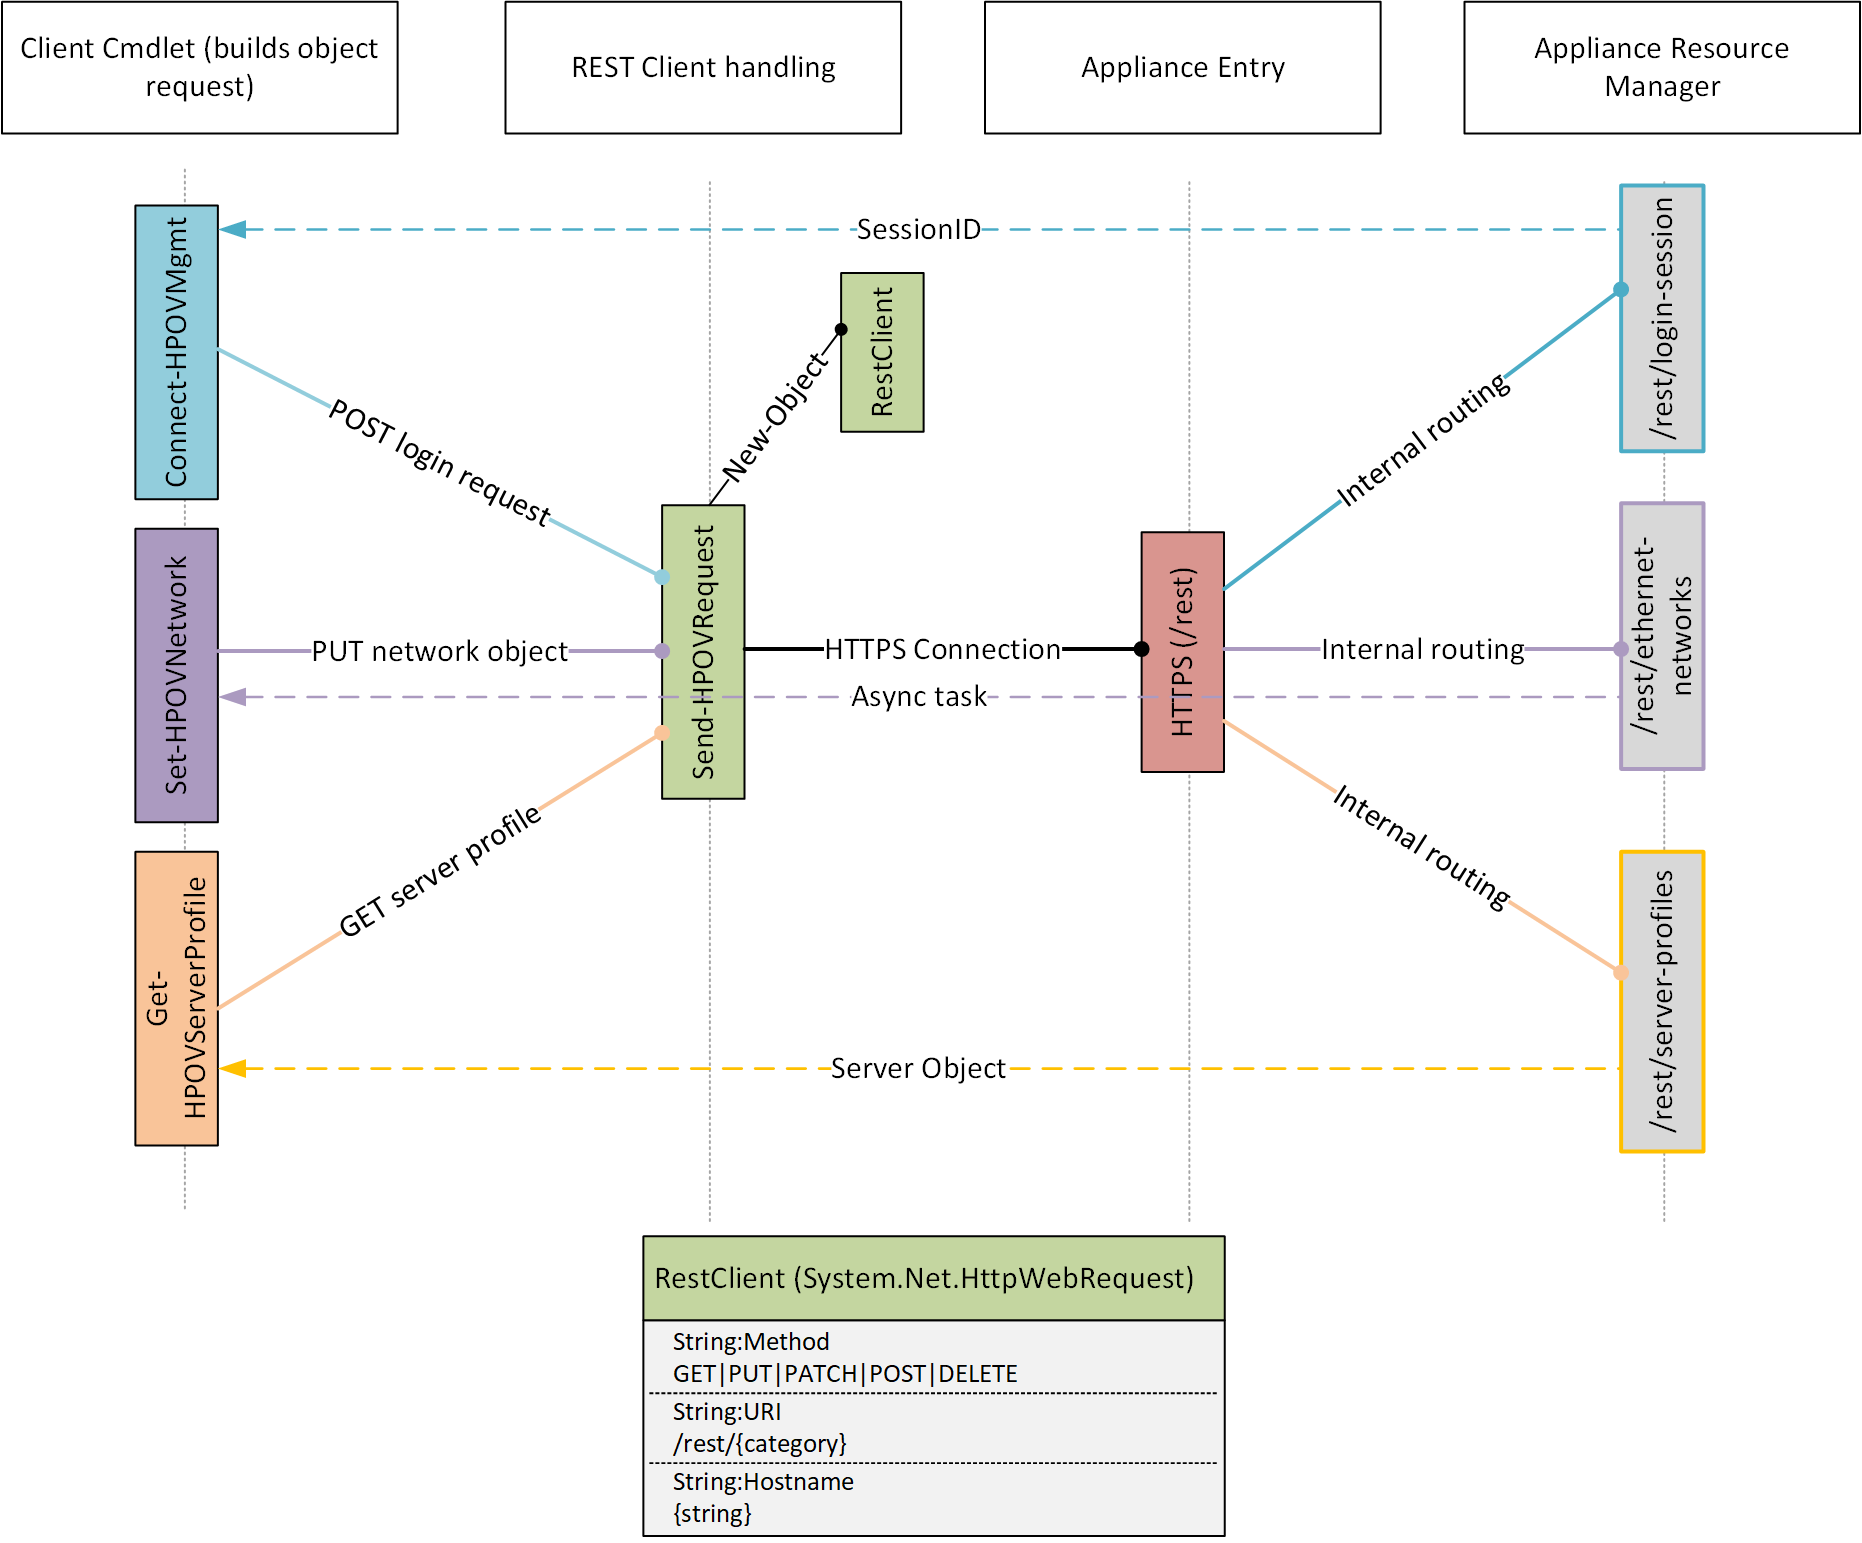 Client Cmdlet (builds object
request)
REST Client handling
Appliance Entry
Appliance Resource
Manager
SessionID
Connect-HPOVMgmt
RestClient
/rest/login-session
New-Object
POST login request
Internal routing
Set-HPOVNetwork
PUT network object
Send-HPOVRequest
HTTPS Connection
HTTPS (/rest)
Internal routing
/rest/ethernet-
networks
Async task
GET server profile
Internal routing
Get-
HPOVServerProfile
/rest/server-profiles
Server Object
RestClient (System.Net.HttpWebRequest)
String:Method
GET|PUT|PATCH|POST|DELETE
String:URI
/rest/{category}
String:Hostname
{string}